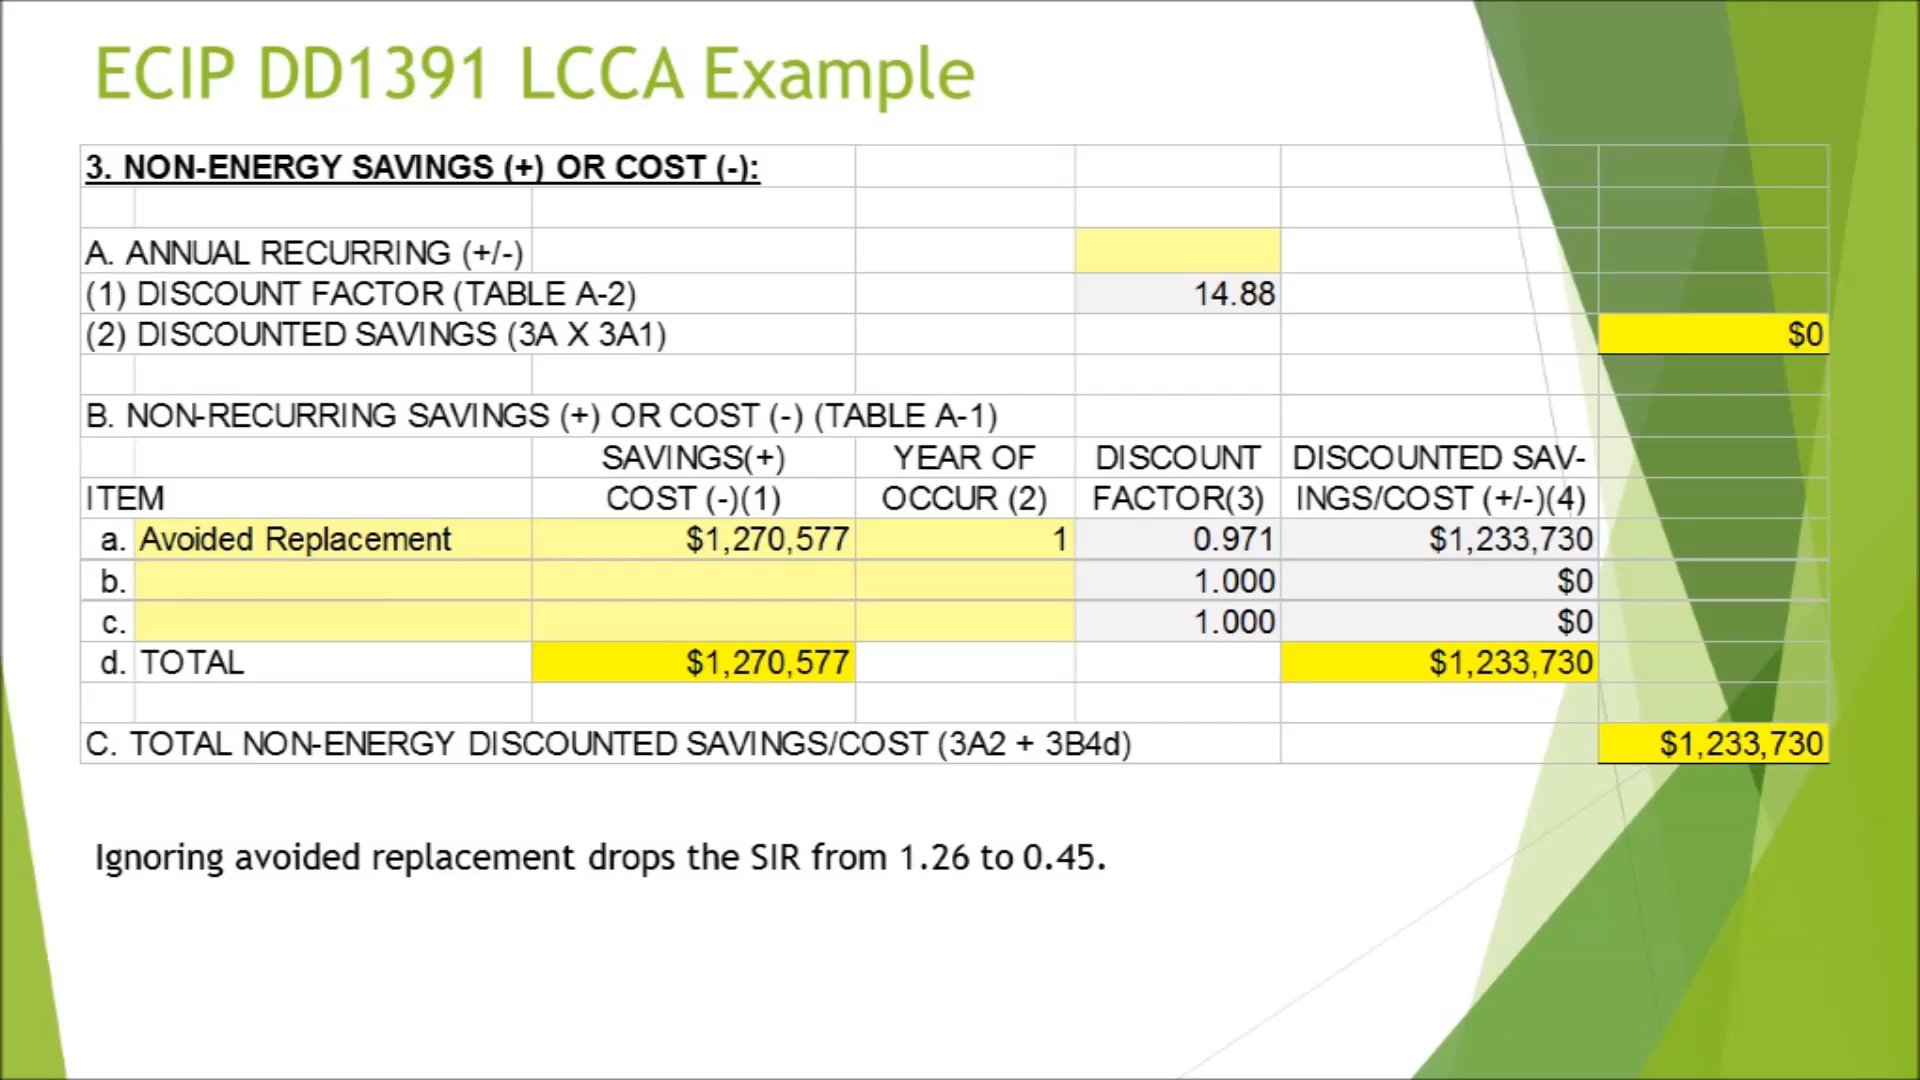 ECIP DD1391 LCCA Example
3. NON-ENERGY SAVINGS (+) OR COST (-):
A. ANNUAL RECURRING (+/-)
(1) DISCOUNT FACTOR (TABLE A-2) 14.88
(2) DISCOUNTED SAVINGS (3A X 3A1) $0
B. NON-RECURRING SAVINGS (+) OR COST (-) (TABLE A-1)
SAVINGS(+) YEAR OF DISCOUNT DISCOUNTED SAV-
ITEM COST (-)(1) OCCUR (2) FACTOR(3) INGS/COST (+/-)(4)
a. Avoided Replacement $1,270,577 1 0.971 $1,233,730
b. 1.000 $0
c. 1.000 $0
d. TOTAL $1,270,577 $1,233,730
C. TOTAL NON-ENERGY DISCOUNTED SAVINGS/COST (3A2 + 3B4d) $1,233,730
Ignoring avoided replacement drops the SIR from 1.26 to 0.45.